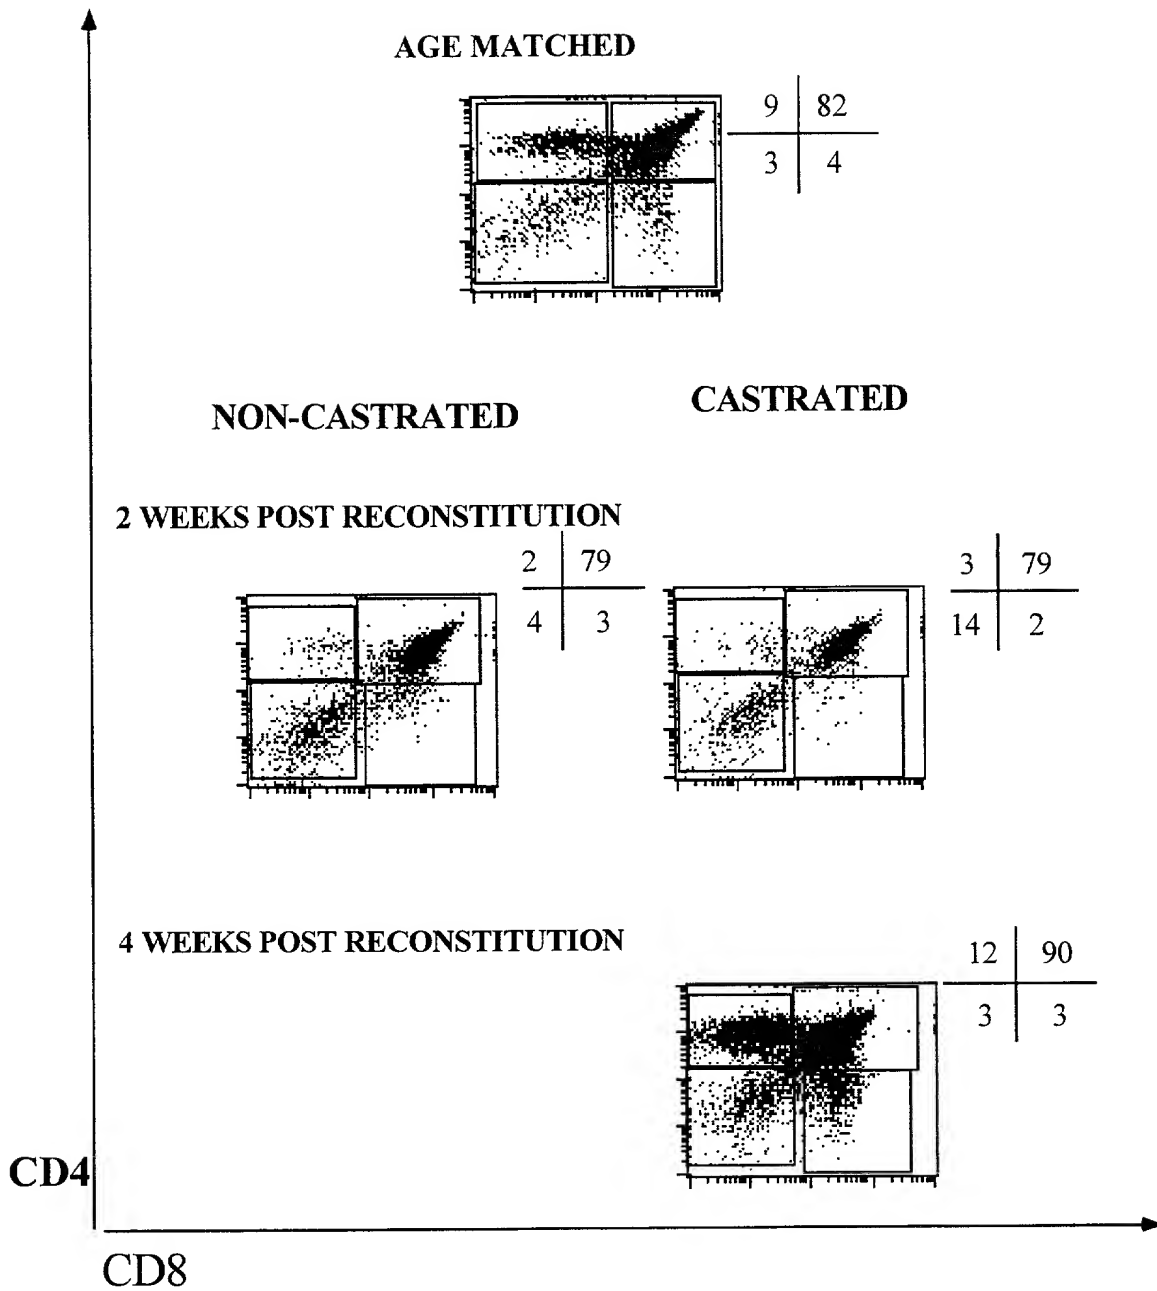 AGE MATCHED
9 82
3 4
NON-CASTRATED
CASTRATED
2 WEEKS POST RECONSTITUTION
2 79
4 3
3 79
14 2
4 WEEKS POST RECONSTITUTION
12 90
3 3
CD4
CD8